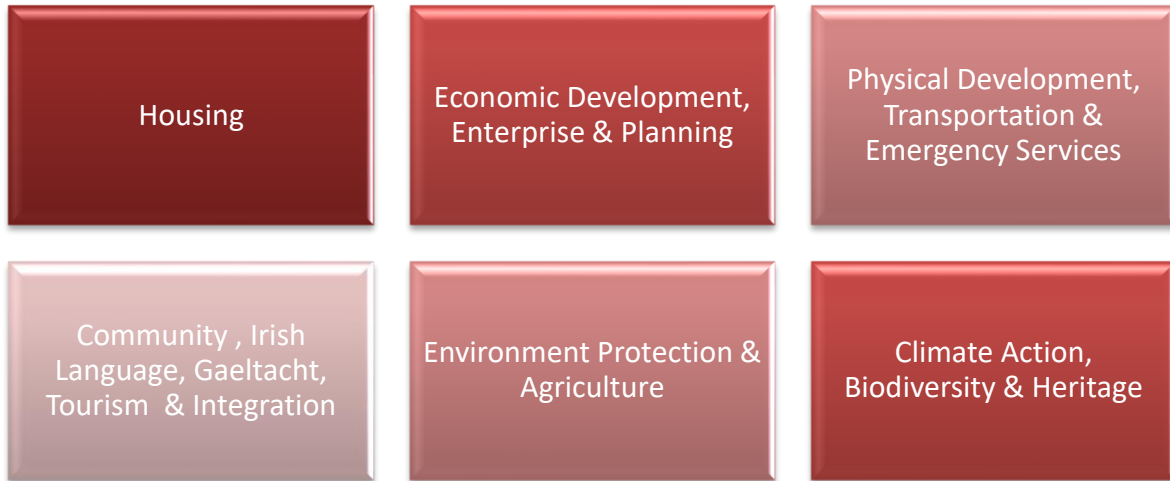 Housing
Economic Development,
Enterprise & Planning
Physical Development,
Transportation &
Emergency Services
Community , Irish
Language, Gaeltacht,
Tourism  & Integration
Environment Protection &
Agriculture
Climate Action,
Biodiversity & Heritage